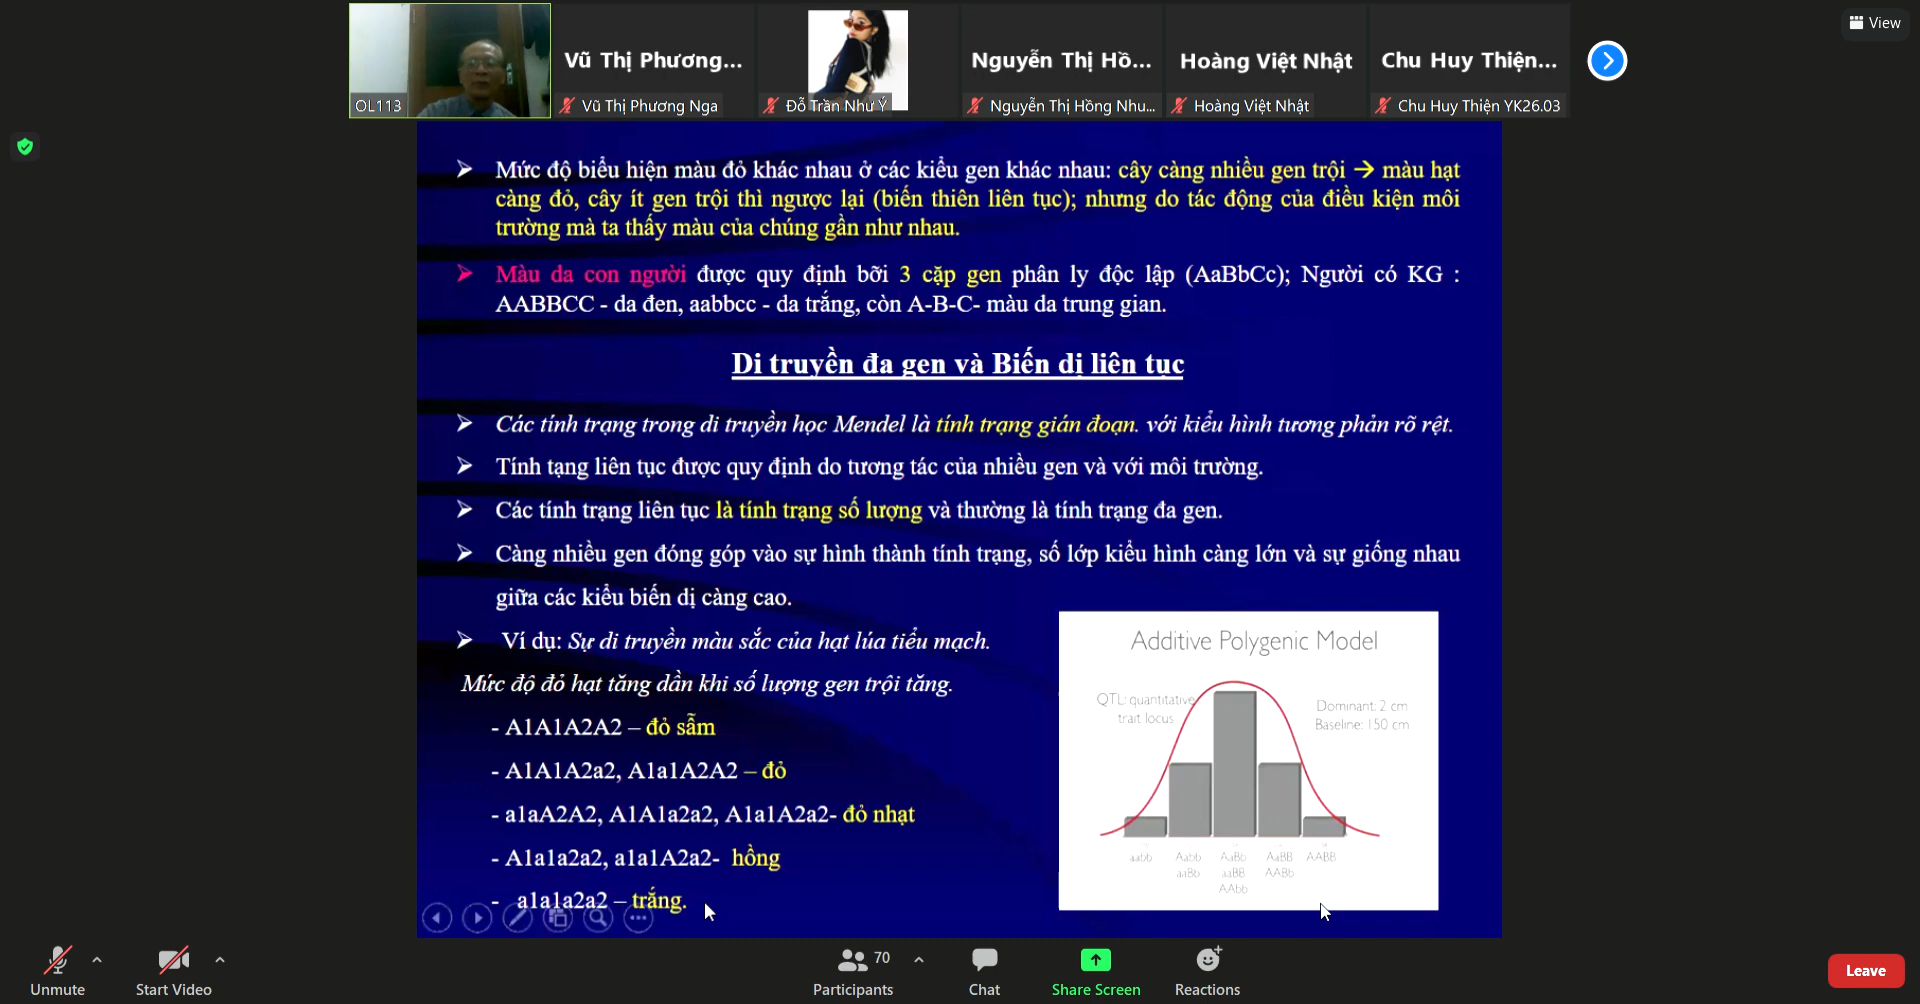 View
Vũ Thị Phương...
Nguyễn Thị Hồ...
Hoàng Việt Nhật
Chu Huy Thiện...
OL113
Vũ Thị Phương Nga
Đỗ Trần Như Ý
Nguyễn Thị Hồng Nhu...
Hoàng Việt Nhật
Chu Huy Thiện YK26.03
Mức độ biểu hiện màu đỏ khác nhau ở các kiểu gen khác nhau: cây càng nhiều gen trội → màu hạt
càng đỏ, cây ít gen trội thì ngược lại (biến thiên liên tục); nhưng do tác động của điều kiện môi
trường mà ta thấy màu của chúng gần như nhau.
Màu da con người được quy định bỡi 3 cặp gen phân ly độc lập (AaBbCc); Người có KG :
AABBCC - da đen, aabbcc - da trắng, còn A-B-C- màu da trung gian.
Di truyền đa gen và Biến dị liên tục
Các tính trạng trong di truyền học Mendel là tính trạng gián đoạn. với kiểu hình tương phản rõ rệt.
Tính tạng liên tục được quy định do tương tác của nhiều gen và với môi trường.
Các tính trạng liên tục là tính trạng số lượng và thường là tính trạng đa gen.
Càng nhiều gen đóng góp vào sự hình thành tính trạng, số lớp kiểu hình càng lớn và sự giống nhau
giữa các kiểu biến dị càng cao.
Ví dụ: Sự di truyền màu sắc của hạt lúa tiểu mạch.
Mức độ đỏ hạt tăng dần khi số lượng gen trội tăng.
- A1A1A2A2 – đỏ sẫm
- A1A1A2a2, A1a1A2A2 – đỏ
- a1aA2A2, A1A1a2a2, A1a1A2a2- đỏ nhạt
- A1a1a2a2, a1a1A2a2- hồng
- a1a1a2a2 – trắng.
Additive Polygenic Model
QTL: quantitative
trait locus
Dominant: 2 cm
Baseline: 150 cm
aabb Aabb AaBb AaBB AABB
aaBb aaBB AABb
AAbb
Unmute
Start Video
70
Participants
Chat
Share Screen
Reactions
Leave